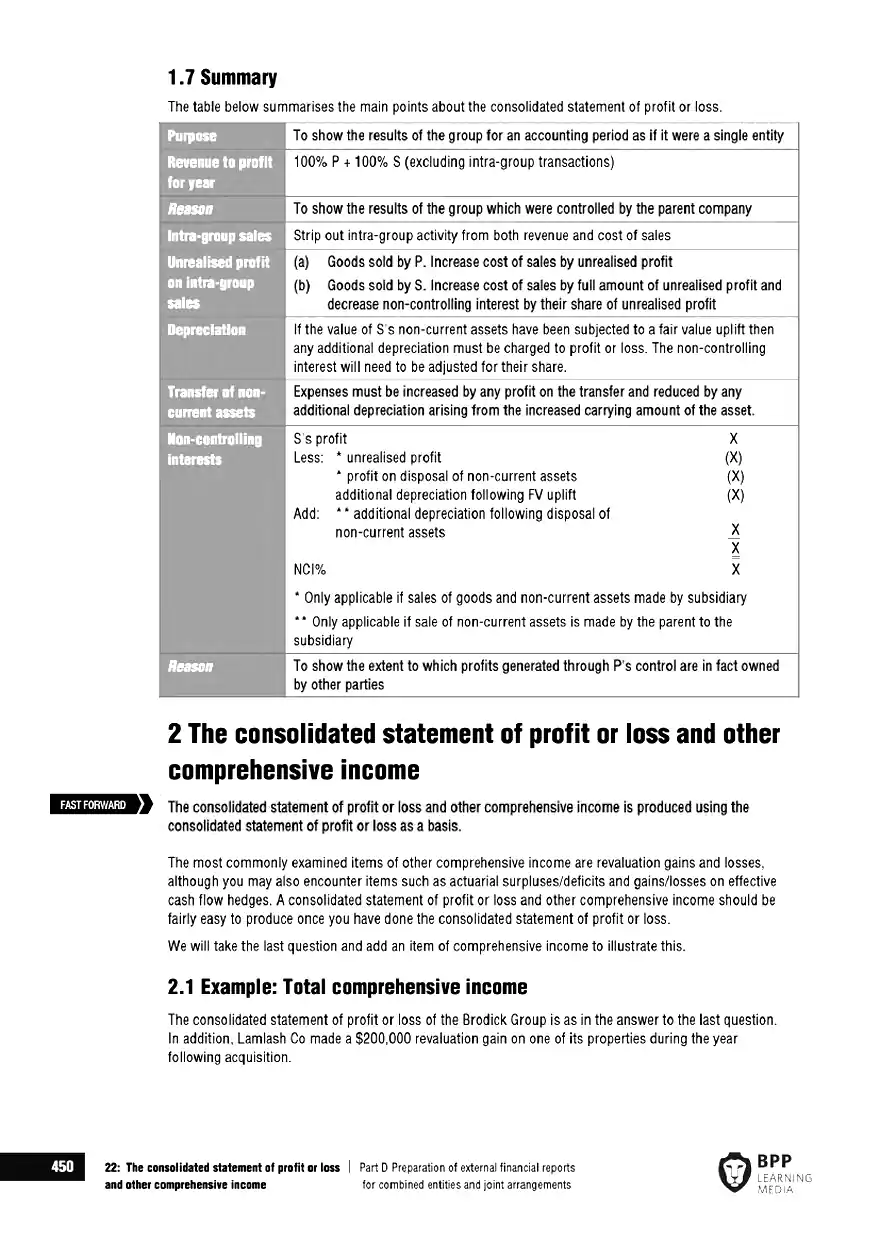 1.7 Summary
The table below summarises the main points about the consolidated statement of profit or loss.
Purpose To show the results of the group for an accounting period as if it were a single entity
Revenue to profit 100% P + 100% S (excluding intra-group transactions)
for year
Reason To show the results of the group which were controlled by the parent company
Intra-group sales Strip out intra-group activity from both revenue and cost of sales
Unrealised profit (a) Goods sold by P. Increase cost of sales by unrealised profit
on intra-group (b) Goods sold by S. Increase cost of sales by full amount of unrealised profit and
sales decrease non-controlling interest by their share of unrealised profit
Depreciation If the value of S's non-current assets have been subjected to a fair value uplift then
any additional depreciation must be charged to profit or loss. The non-controlling
interest will need to be adjusted for their share.
Transfer of non- Expenses must be increased by any profit on the transfer and reduced by any
current assets additional depreciation arising from the increased carrying amount of the asset.
Non-controlling S's profit X
interests Less: * unrealised profit (X)
* profit on disposal of non-current assets (X)
additional depreciation following FV uplift (X)
Add: ** additional depreciation following disposal of
non-current assets X
X
NCI% X
* Only applicable if sales of goods and non-current assets made by subsidiary
** Only applicable if sale of non-current assets is made by the parent to the
subsidiary
Reason To show the extent to which profits generated through P's control are in fact owned
by other parties
2 The consolidated statement of profit or loss and other
comprehensive income
FAST FORWARD The consolidated statement of profit or loss and other comprehensive income is produced using the
consolidated statement of profit or loss as a basis.
The most commonly examined items of other comprehensive income are revaluation gains and losses,
although you may also encounter items such as actuarial surpluses/deficits and gains/losses on effective
cash flow hedges. A consolidated statement of profit or loss and other comprehensive income should be
fairly easy to produce once you have done the consolidated statement of profit or loss.
We will take the last question and add an item of comprehensive income to illustrate this.
2.1 Example: Total comprehensive income
The consolidated statement of profit or loss of the Brodick Group is as in the answer to the last question.
In addition, Lamlash Co made a $200,000 revaluation gain on one of its properties during the year
following acquisition.
450 22: The consolidated statement of profit or loss | Part D Preparation of external financial reports
and other comprehensive income for combined entities and joint arrangements
BPP
LEARNING
MEDIA